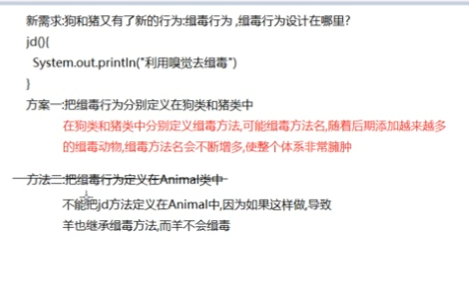 新需求:狗和猪又有了新的行为:缉毒行为 ,缉毒行为设计在哪里?
jd(){
System.out.println("利用嗅觉去缉毒")
}
方案一:把缉毒行为分别定义在狗类和猪类中
在狗类和猪类中分别定义缉毒方法,可能缉毒方法名,随着后期添加越来越多
的缉毒动物,缉毒方法名会不断增多,使整个体系非常臃肿
方法二:把缉毒行为定义在Animal类中
不能把jd方法定义在Animal中,因为如果这样做,导致
羊也继承缉毒方法,而羊不会缉毒